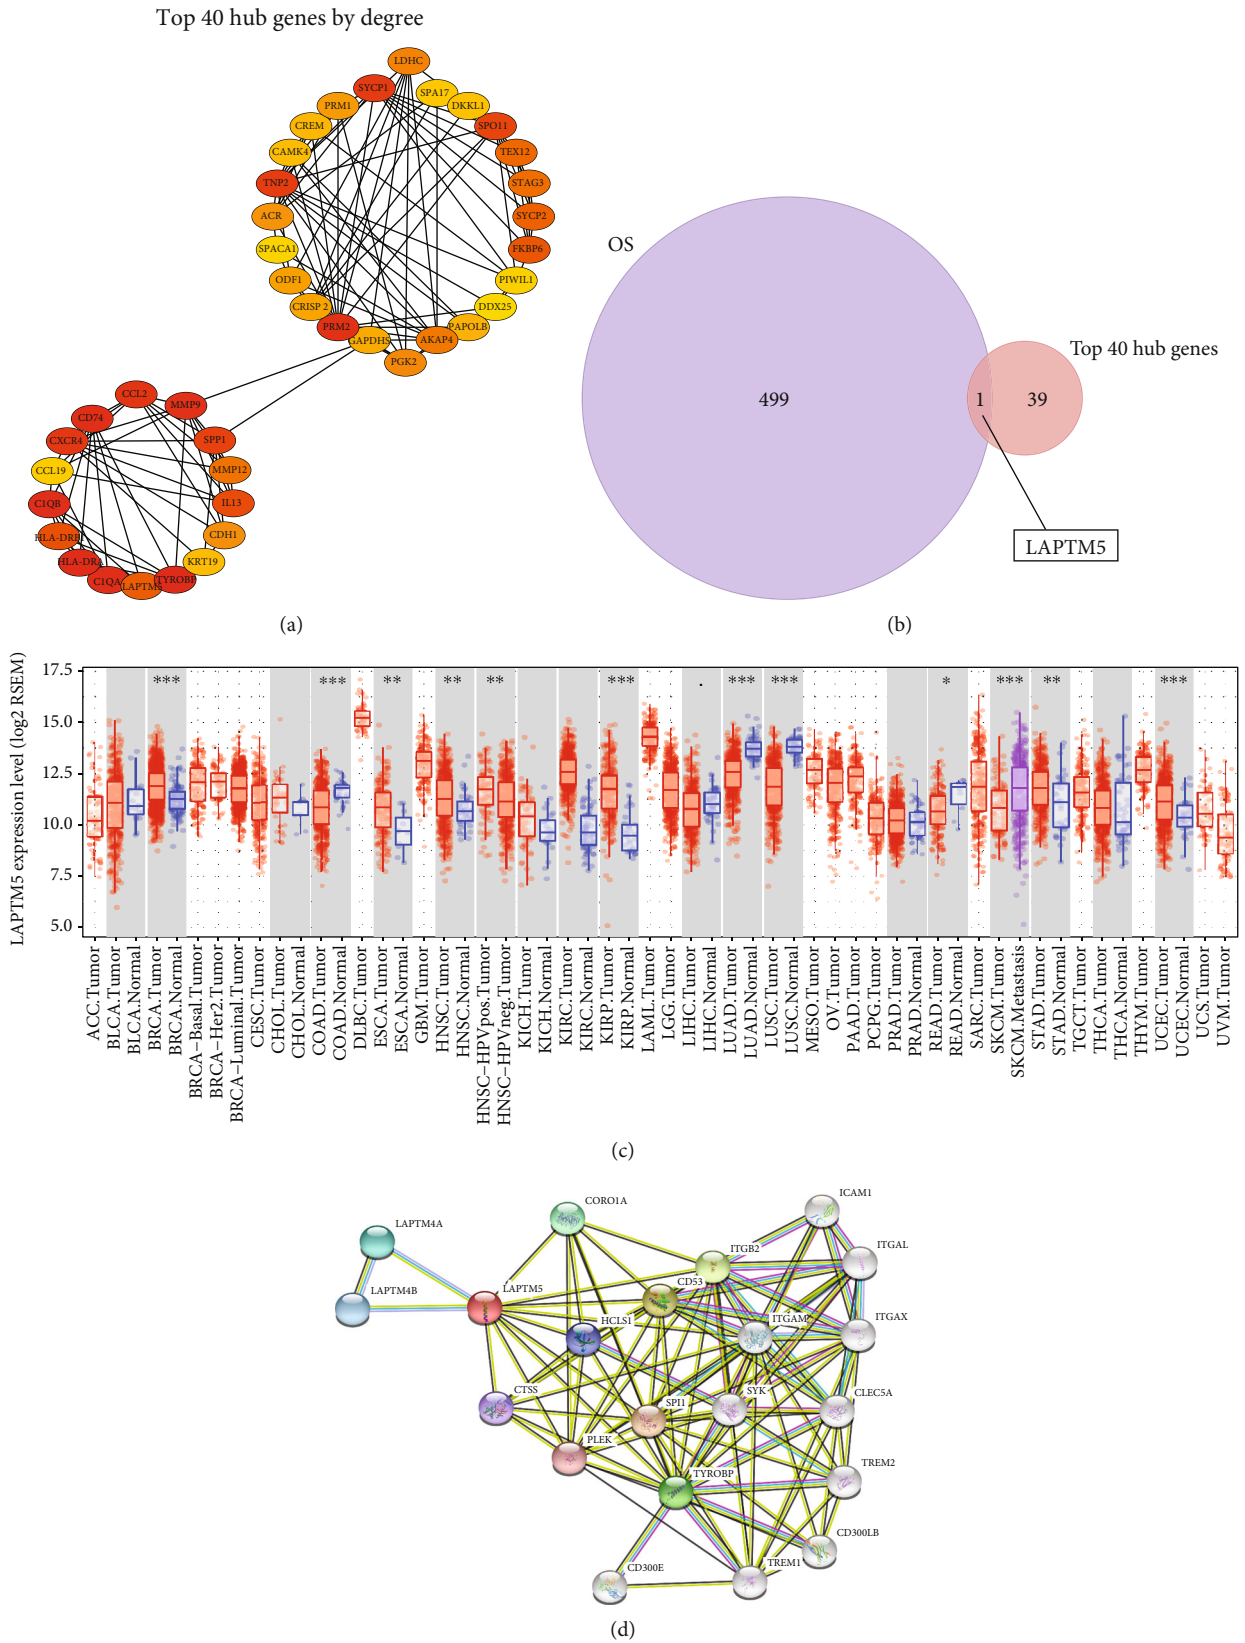 Top 40 hub genes by degree
LDHC
SYCP1
SPA17
PRM1
DKKL1
CREM
SPO11
CAMK4
TEX12
TNP2
STAG3
ACR
SYCP2
SPACA1
FKBP6
ODF1
PIWIL1
CRISP 2
DDX25
PRM2
PAPOLB
GAPDHS
AKAP4
PGK2
CCL2
MMP9
CD74
CXCR4
SPP1
CCL19
MMP12
C1QB
IL13
HLA-DRB1
CDH1
HLA-DRA
KRT19
C1QA
LAPTM5
TYROBP
(a)
OS
Top 40 hub genes
499
1
39
LAPTM5
(b)
LAPTM5 expression level (log2 RSEM)
17.5
15.0
12.5
10.0
7.5
5.0
*** *** ** ** ** *** . *** *** * *** ** ***
ACC.Tumor
BLCA.Tumor
BLCA.Normal
BRCA.Tumor
BRCA.Normal
BRCA-Basal.Tumor
BRCA-Her2.Tumor
BRCA-Luminal.Tumor
CESC.Tumor
CHOL.Tumor
CHOL.Normal
COAD.Tumor
COAD.Normal
DLBC.Tumor
ESCA.Tumor
ESCA.Normal
GBM.Tumor
HNSC.Tumor
HNSC.Normal
HNSC-HPVpos.Tumor
HNSC-HPVneg.Tumor
KICH.Tumor
KICH.Normal
KIRC.Tumor
KIRC.Normal
KIRP.Tumor
KIRP.Normal
LAML.Tumor
LGG.Tumor
LIHC.Tumor
LIHC.Normal
LUAD.Tumor
LUAD.Normal
LUSC.Tumor
LUSC.Normal
MESO.Tumor
OV.Tumor
PAAD.Tumor
PCPG.Tumor
PRAD.Tumor
PRAD.Normal
READ.Tumor
READ.Normal
SARC.Tumor
SKCM.Tumor
SKCM.Metastasis
STAD.Tumor
STAD.Normal
TGCT.Tumor
THCA.Tumor
THCA.Normal
THYM.Tumor
UCEC.Tumor
UCEC.Normal
UCS.Tumor
UVM.Tumor
(c)
ICAM1
CORO1A
LAPTM4A
ITGAL
ITGB2
CD53
LAPTM4B
LAPTM5
ITGAX
ITGAM
HCLS1
CTSS
SYK
CLEC5A
SPI1
PLEK
TREM2
TYROBP
CD300LB
CD300E
TREM1
(d)